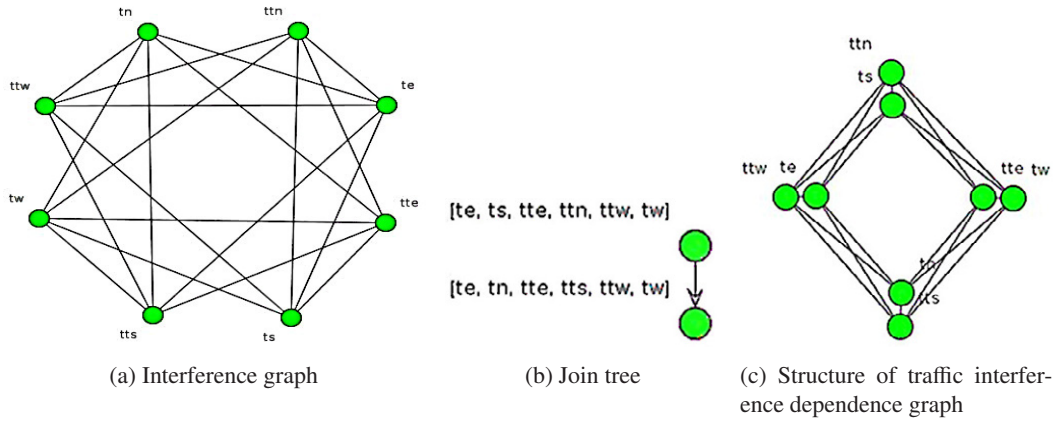 tn
ttn
ttw
te
tw
tte
tts
ts
(a) Interference graph
[te, ts, tte, ttn, ttw, tw]
[te, tn, tte, tts, ttw, tw]
(b) Join tree
ttn
ts
ttw te
tte tw
tn
tts
(c) Structure of traffic interfer-
ence dependence graph